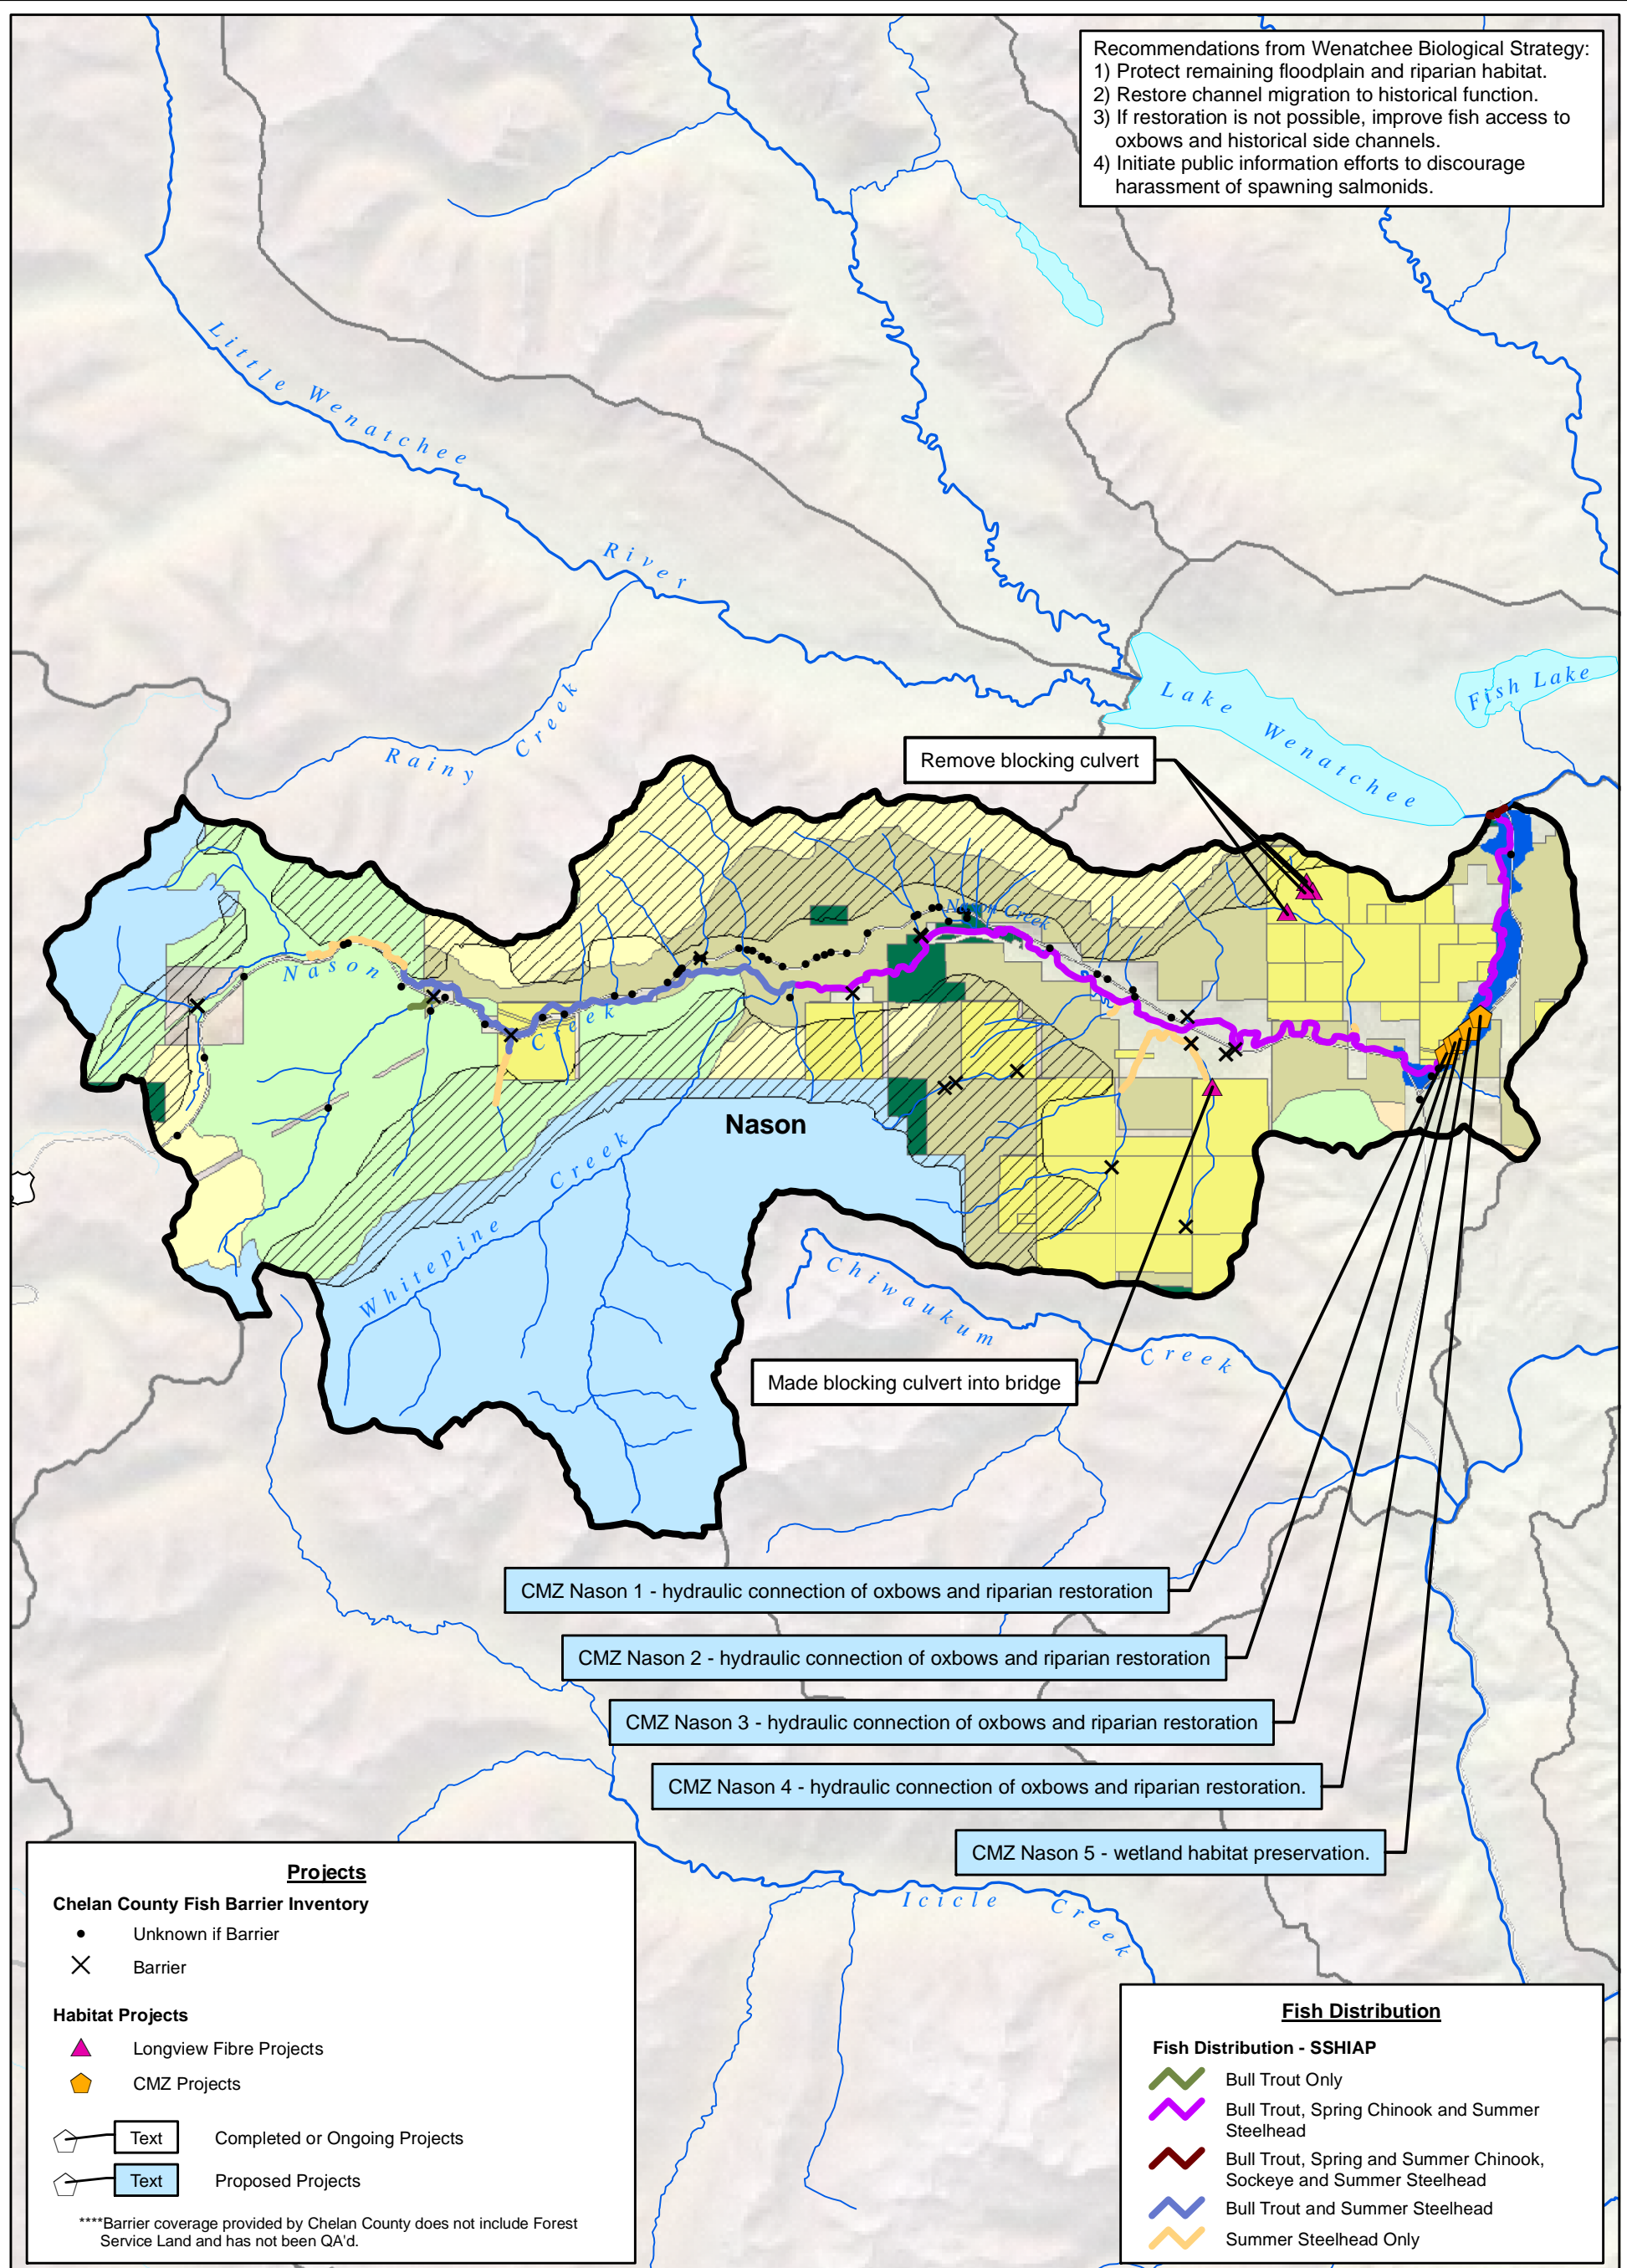 Recommendations from Wenatchee Biological Strategy:
1) Protect remaining floodplain and riparian habitat.
2) Restore channel migration to historical function.
3) If restoration is not possible, improve fish access to
oxbows and historical side channels.
4) Initiate public information efforts to discourage
harassment of spawning salmonids.
Little Wenatchee
River
Rainy
Creek
Lake
Wenatchee
Fish Lake
Remove blocking culvert
Nason Creek
Nason
Creek
Nason
Whitepine
Creek
Chiwaukum
Creek
Made blocking culvert into bridge
CMZ Nason 1 - hydraulic connection of oxbows and riparian restoration
CMZ Nason 2 - hydraulic connection of oxbows and riparian restoration
CMZ Nason 3 - hydraulic connection of oxbows and riparian restoration
CMZ Nason 4 - hydraulic connection of oxbows and riparian restoration.
CMZ Nason 5 - wetland habitat preservation.
Icicle
Creek
Projects
Chelan County Fish Barrier Inventory
Unknown if Barrier
Barrier
Habitat Projects
Longview Fibre Projects
CMZ Projects
Text
Completed or Ongoing Projects
Text
Proposed Projects
****Barrier coverage provided by Chelan County does not include Forest
Service Land and has not been QA'd.
Fish Distribution
Fish Distribution - SSHIAP
Bull Trout Only
Bull Trout, Spring Chinook and Summer
Steelhead
Bull Trout, Spring and Summer Chinook,
Sockeye and Summer Steelhead
Bull Trout and Summer Steelhead
Summer Steelhead Only